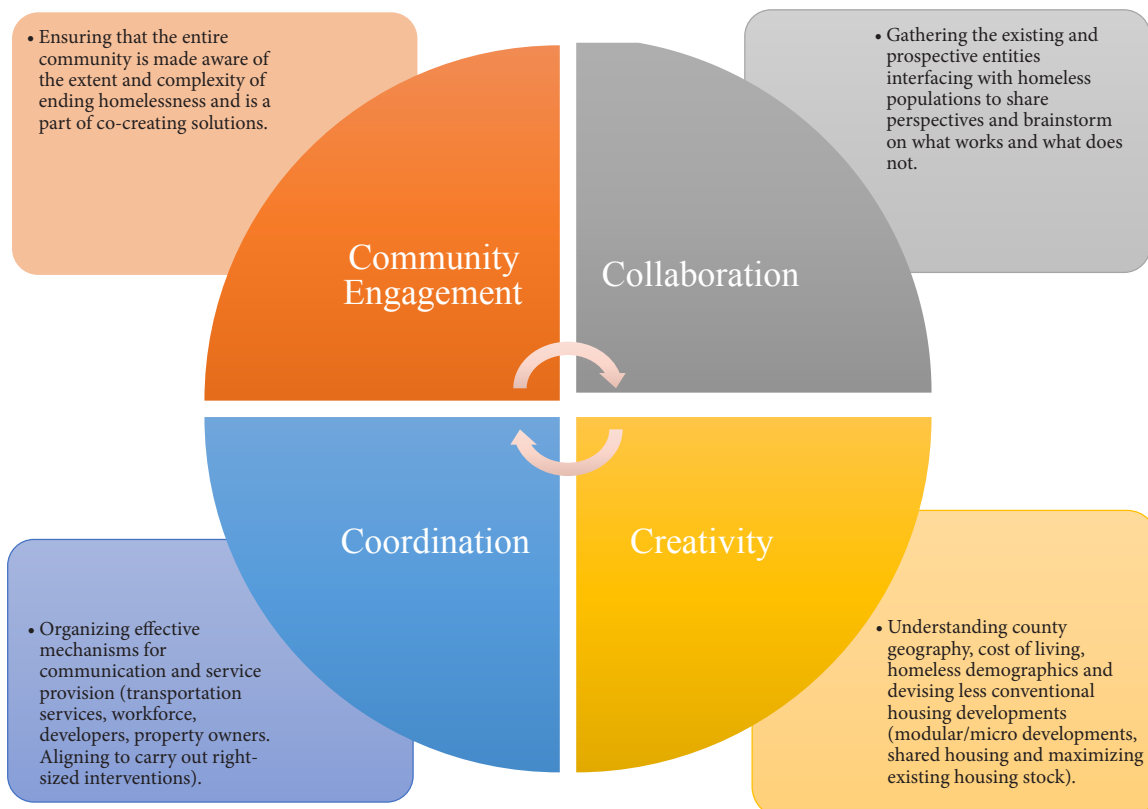 • Ensuring that the entire
community is made aware of
the extent and complexity of
ending homelessness and is a
part of co-creating solutions.
• Gathering the existing and
prospective entities
interfacing with homeless
populations to share
perspectives and brainstorm
on what works and what does
not.
Community
Engagement
Collaboration
Coordination
Creativity
• Organizing effective
mechanisms for
communication and service
provision (transportation
services, workforce,
developers, property owners.
Aligning to carry out right-
sized interventions).
• Understanding county
geography, cost of living,
homeless demographics and
devising less conventional
housing developments
(modular/micro developments,
shared housing and maximizing
existing housing stock).